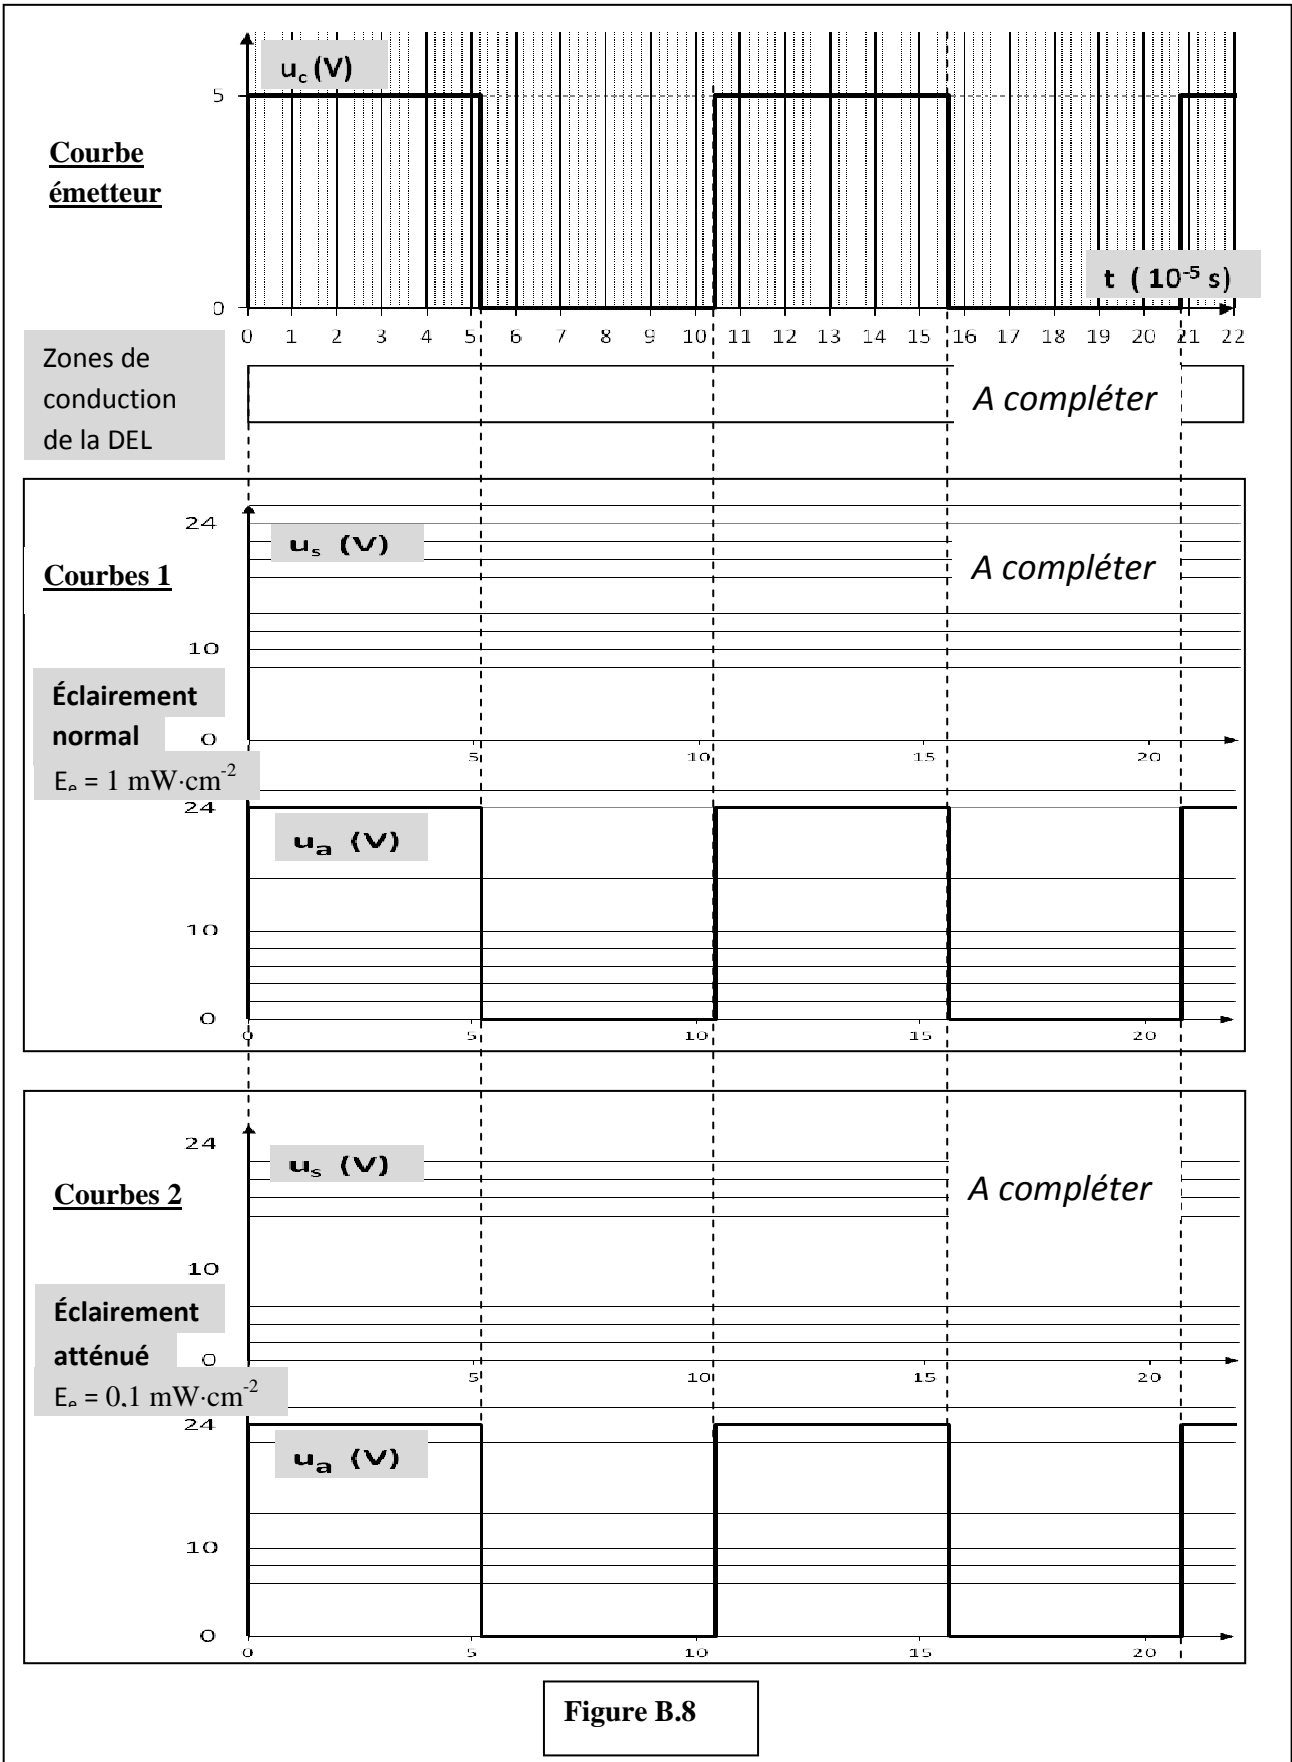 u_c (V)
5
Courbe
émetteur
t ( 10^-5 s)
0
0 1 2 3 4 5 6 7 8 9 10 11 12 13 14 15 16 17 18 19 20 21 22
Zones de
conduction
de la DEL
A compléter
24
u_s (V)
A compléter
Courbes 1
10
Éclairement
normal
0
5 10 15 20
E_e = 1 mW·cm^-2
24
u_a (V)
10
0
0 5 10 15 20
24
u_s (V)
A compléter
Courbes 2
10
Éclairement
atténué
0
5 10 15 20
E_e = 0,1 mW·cm^-2
24
u_a (V)
10
0
0 5 10 15 20
Figure B.8